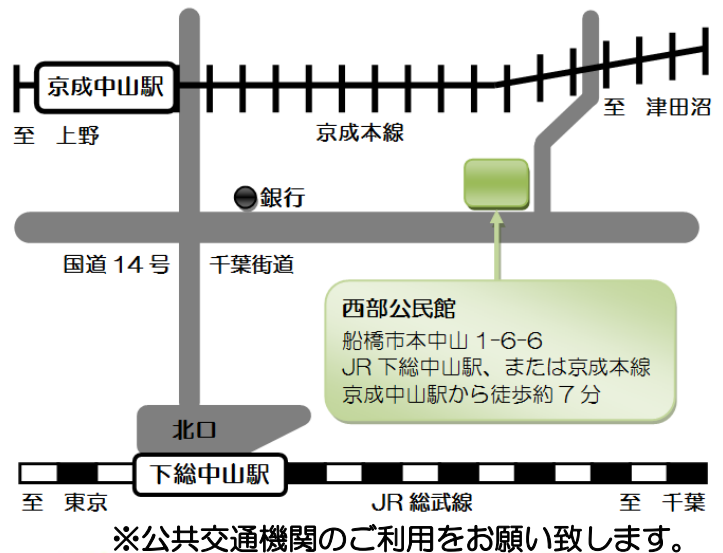 京成中山駅
至 上野
京成本線
至 津田沼
銀行
国道14号 千葉街道
西部公民館
船橋市本中山1-6-6
JR下総中山駅、または京成本線
京成中山駅から徒歩約7分
北口
下総中山駅
至 東京
JR総武線
至 千葉
※公共交通機関のご利用をお願い致します。